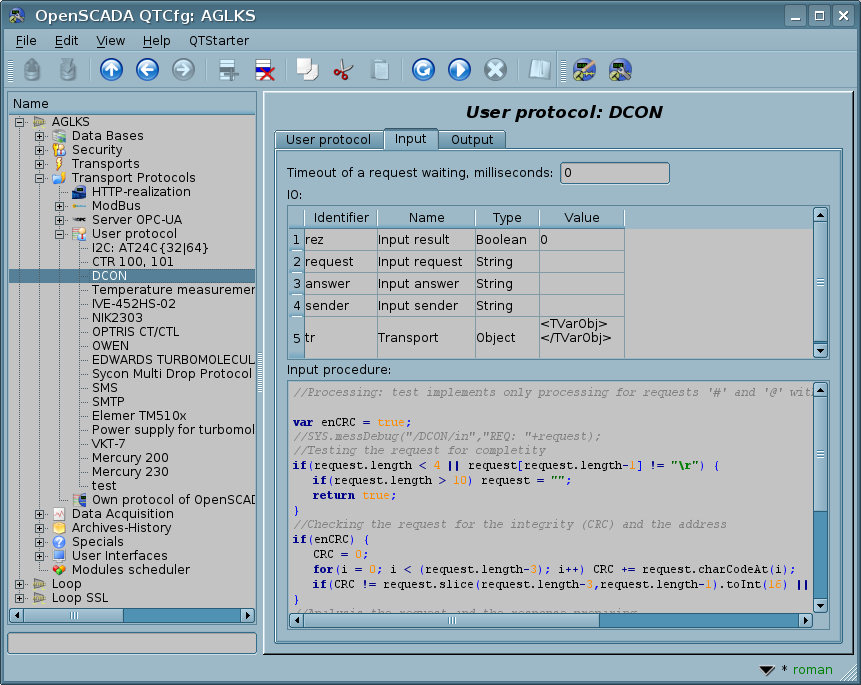 OpenSCADA QTCfg: AGLKS
File Edit View Help QTStarter
Name
AGLKS
Data Bases
Security
Transports
Transport Protocols
HTTP-realization
ModBus
Server OPC-UA
User protocol
I2C: AT24C{32|64}
CTR 100, 101
DCON
Temperature measuremer
IVE-452HS-02
NIK2303
OPTRIS CT/CTL
OWEN
EDWARDS TURBOMOLECUL
Sycon Multi Drop Protocol
SMS
SMTP
Elemer TM510x
Power supply for turbomol
VKT-7
Mercury 200
Mercury 230
test
Own protocol of OpenSCAD
Data Acquisition
Archives-History
Specials
User Interfaces
Modules scheduler
Loop
Loop SSL
User protocol: DCON
User protocol Input Output
Timeout of a request waiting, milliseconds: 0
IO:
Identifier Name Type Value
1 rez Input result Boolean 0
2 request Input request String
3 answer Input answer String
4 sender Input sender String
5 tr Transport Object <TVarObj>
</TVarObj>
Input procedure:
//Processing: test implements only processing for requests '#' and '@' wit
var enCRC = true;
//SYS.messDebug("/DCON/in","REQ: "+request);
//Testing the request for completity
if(request.length < 4 || request[request.length-1] != "\r") {
if(request.length > 10) request = "";
return true;
}
//Checking the request for the integrity (CRC) and the address
if(enCRC) {
CRC = 0;
for(i = 0; i < (request.length-3); i++) CRC += request.charCodeAt(i);
if(CRC != request.slice(request.length-3,request.length-1).toInt(16) ||
}
//Analysis the request and the response preparing
* roman